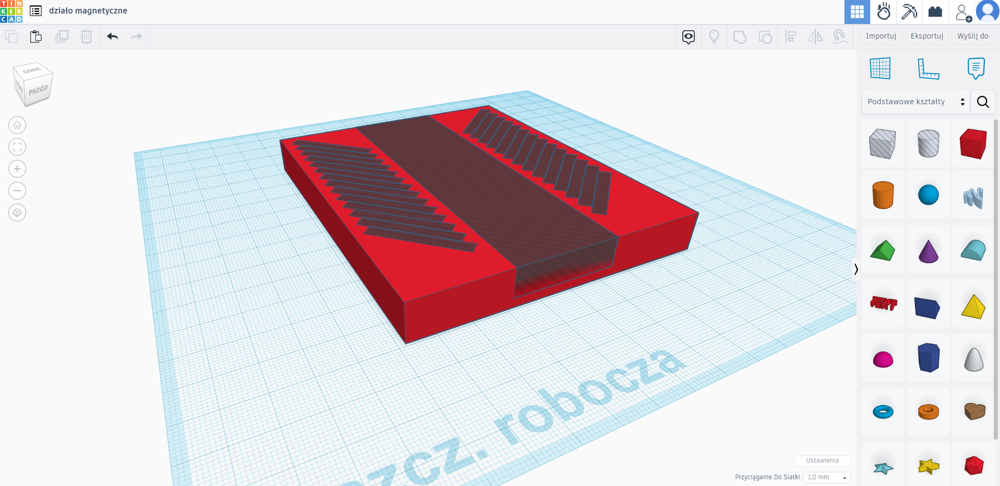 TIN
KER
CAD
działo magnetyczne
Importuj
Eksportuj
Wyślij do
GÓRA
PRZÓD
Podstawowe kształty
TEXT
zcz. robocza
Ustawienia
Przyciąganie Do Siatki
1,0 mm